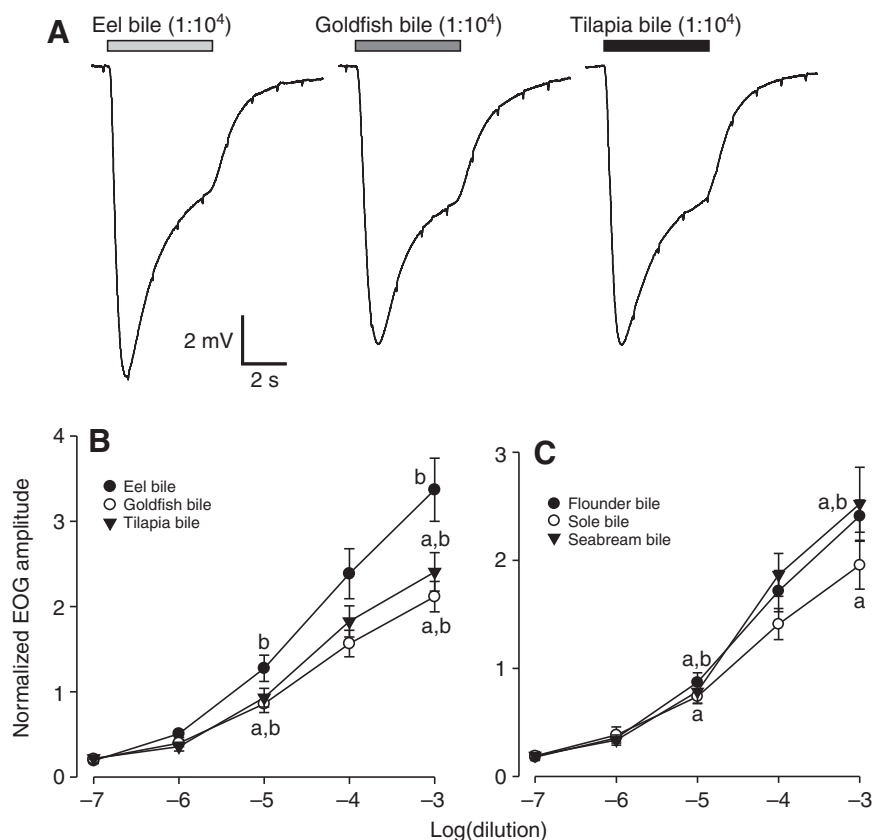 A
Eel bile (1:10⁴) Goldfish bile (1:10⁴) Tilapia bile (1:10⁴)
2 mV
2 s
B
Normalized EOG amplitude
4
3
2
1
0
Eel bile
Goldfish bile
Tilapia bile
b
b
a,b
a,b
a,b
–7 –6 –5 –4 –3
C
3
2
1
0
Flounder bile
Sole bile
Seabream bile
a,b
a,b
a
a
–7 –6 –5 –4 –3
Log(dilution)